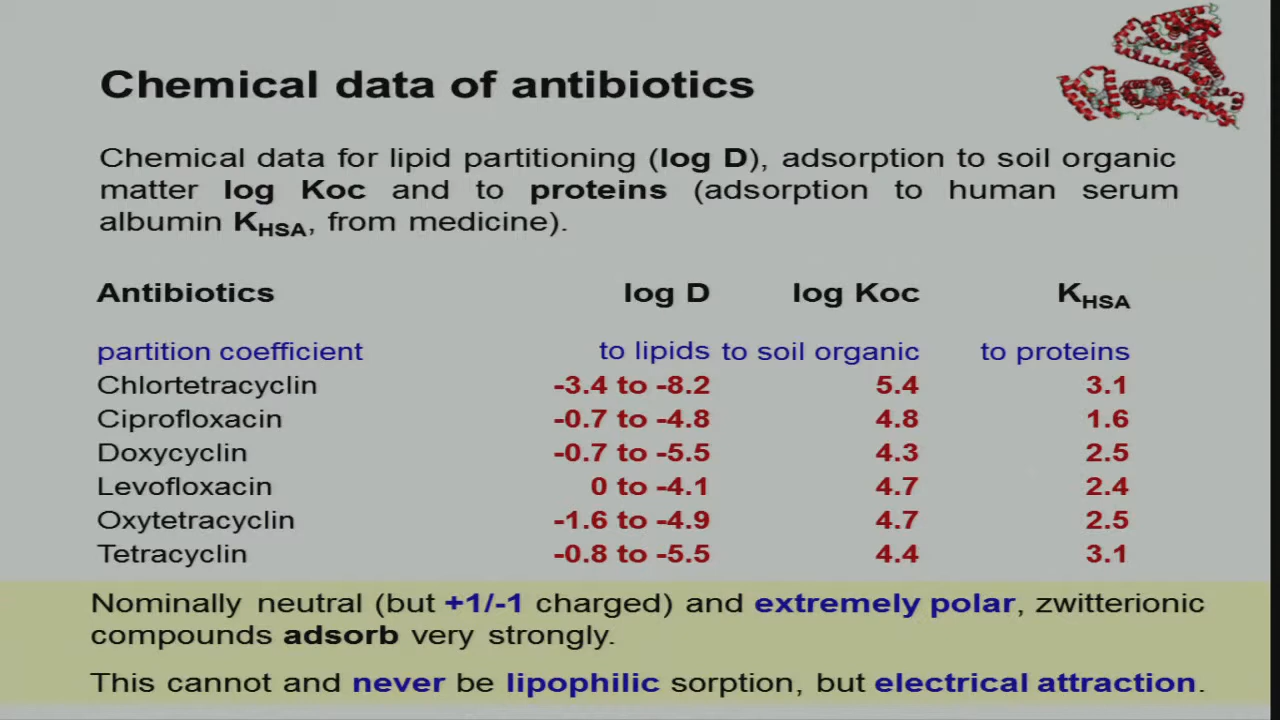 Chemical data of antibiotics
Chemical data for lipid partitioning (log D), adsorption to soil organic
matter log Koc and to proteins (adsorption to human serum
albumin KHSA, from medicine).
Antibiotics log D log Koc KHSA
partition coefficient to lipids to soil organic to proteins
Chlortetracyclin -3.4 to -8.2 5.4 3.1
Ciprofloxacin -0.7 to -4.8 4.8 1.6
Doxycyclin -0.7 to -5.5 4.3 2.5
Levofloxacin 0 to -4.1 4.7 2.4
Oxytetracyclin -1.6 to -4.9 4.7 2.5
Tetracyclin -0.8 to -5.5 4.4 3.1
Nominally neutral (but +1/-1 charged) and extremely polar, zwitterionic
compounds adsorb very strongly.
This cannot and never be lipophilic sorption, but electrical attraction.